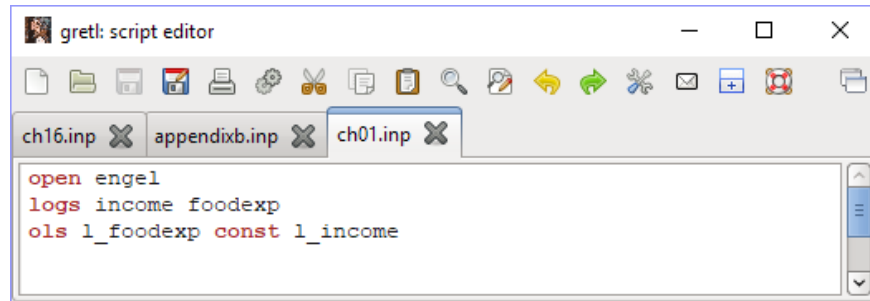 gretl: script editor
ch16.inp appendixb.inp ch01.inp
open engel
logs income foodexp
ols l_foodexp const l_income